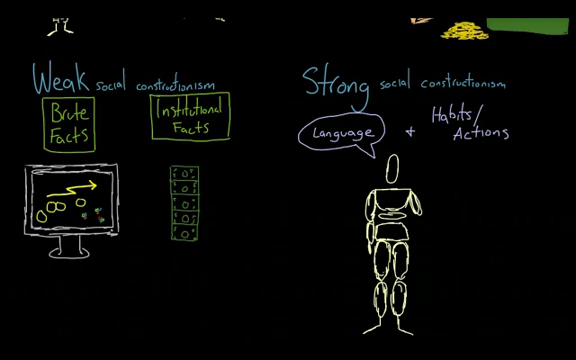 Weak social constructionism
Brute
Facts
Institutional
Facts
Strong social constructionism
Language + Habits/
Actions